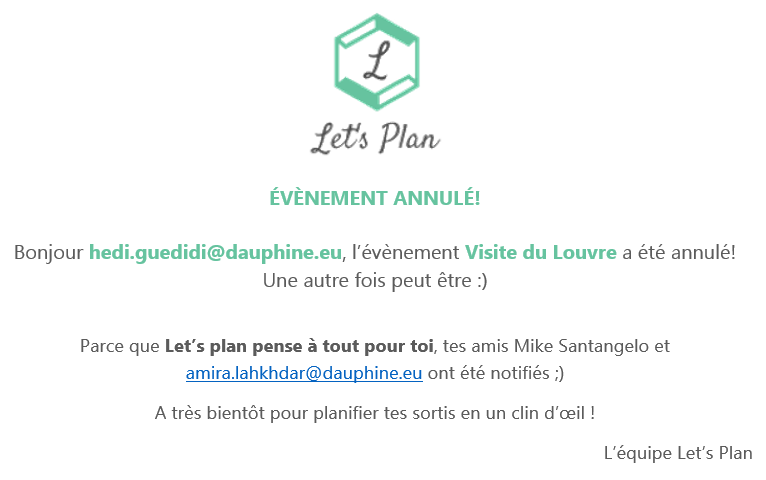 L
Let's Plan
ÉVÈNEMENT ANNULÉ!
Bonjour hedi.guedidi@dauphine.eu, l’évènement Visite du Louvre a été annulé!
Une autre fois peut être :)
Parce que Let’s plan pense à tout pour toi, tes amis Mike Santangelo et
amira.lahkhdar@dauphine.eu ont été notifiés ;)
A très bientôt pour planifier tes sortis en un clin d’œil !
L’équipe Let’s Plan